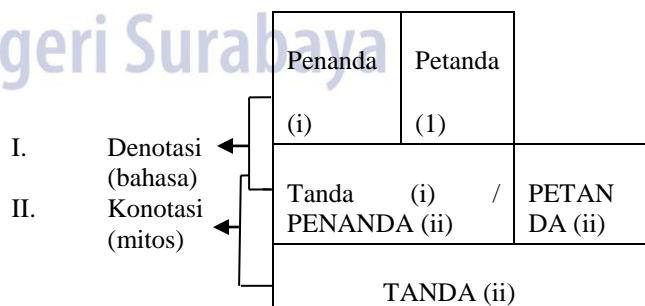 geri Surabaya
Penanda Petanda
(i) (1)
I. Denotasi
(bahasa)
II. Konotasi
(mitos)
Tanda (i) / PETAN
PENANDA (ii) DA (ii)
TANDA (ii)